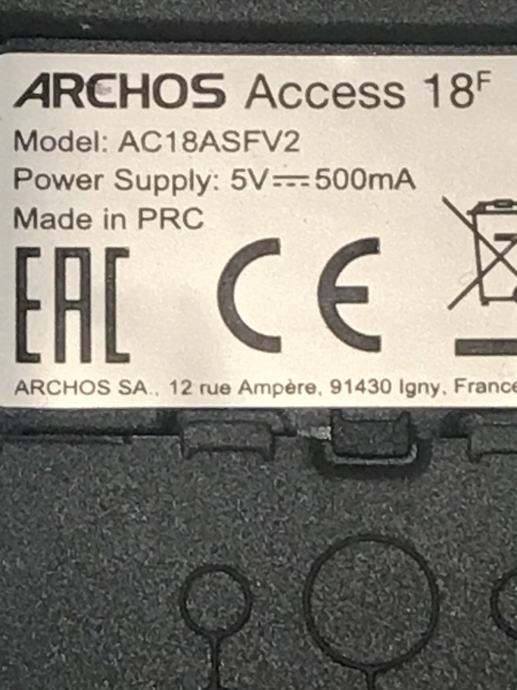 ARCHOS Access 18F
Model: AC18ASFV2
Power Supply: 5V⎓500mA
Made in PRC
EAC CE
ARCHOS SA., 12 rue Ampère, 91430 Igny, France